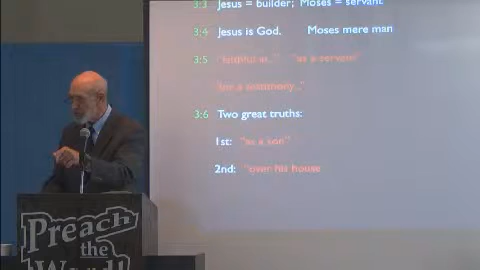 3:3 Jesus = builder; Moses = servant
3:4 Jesus is God. Moses mere man
3:5 "faithful in.." "as a servant"
"for a testimony.."
3:6 Two great truths:
1st: "as a son"
2nd: "over his house
Preach
the
Word!